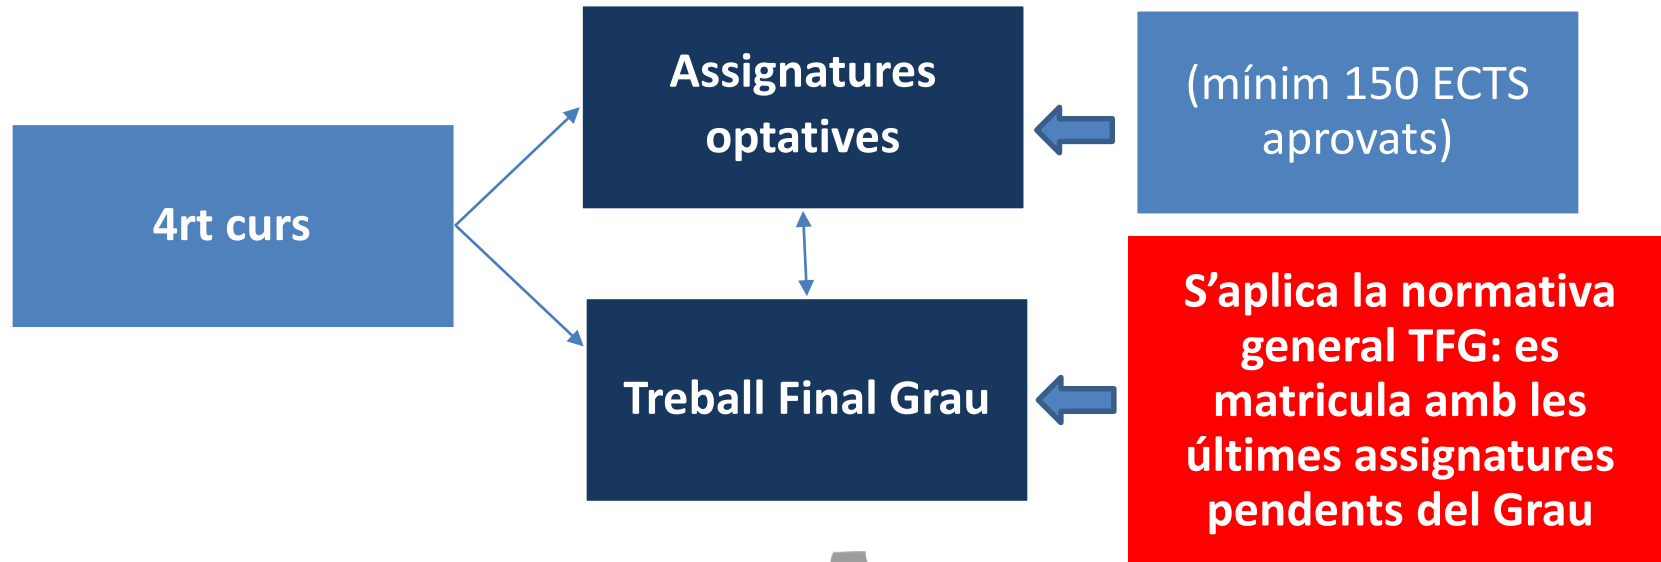 Assignatures
optatives
(mínim 150 ECTS
aprovats)
4rt curs
S’aplica la normativa
general TFG: es
matricula amb les
últimes assignatures
pendents del Grau
Treball Final Grau